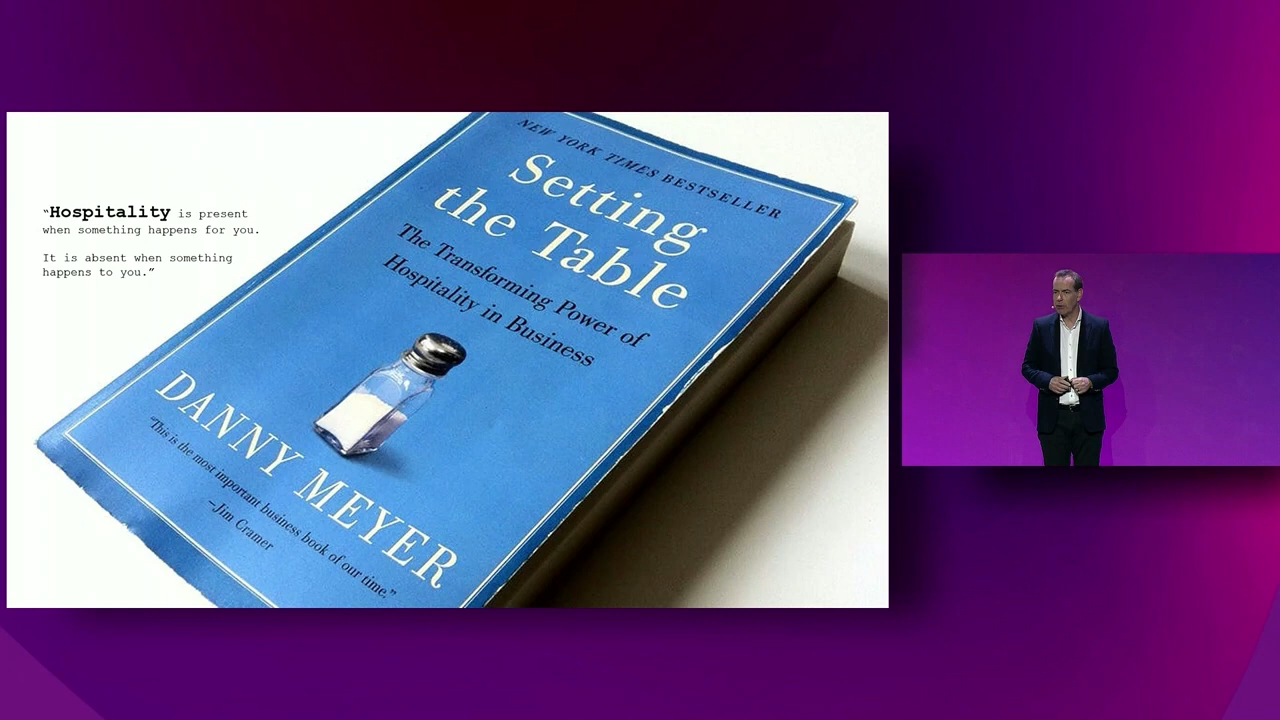 “Hospitality is present
when something happens for you.
It is absent when something
happens to you.”
NEW YORK TIMES BESTSELLER
Setting
the Table
The Transforming Power of
Hospitality in Business
DANNY MEYER
“This is the most important business book of our time.”
—Jim Cramer